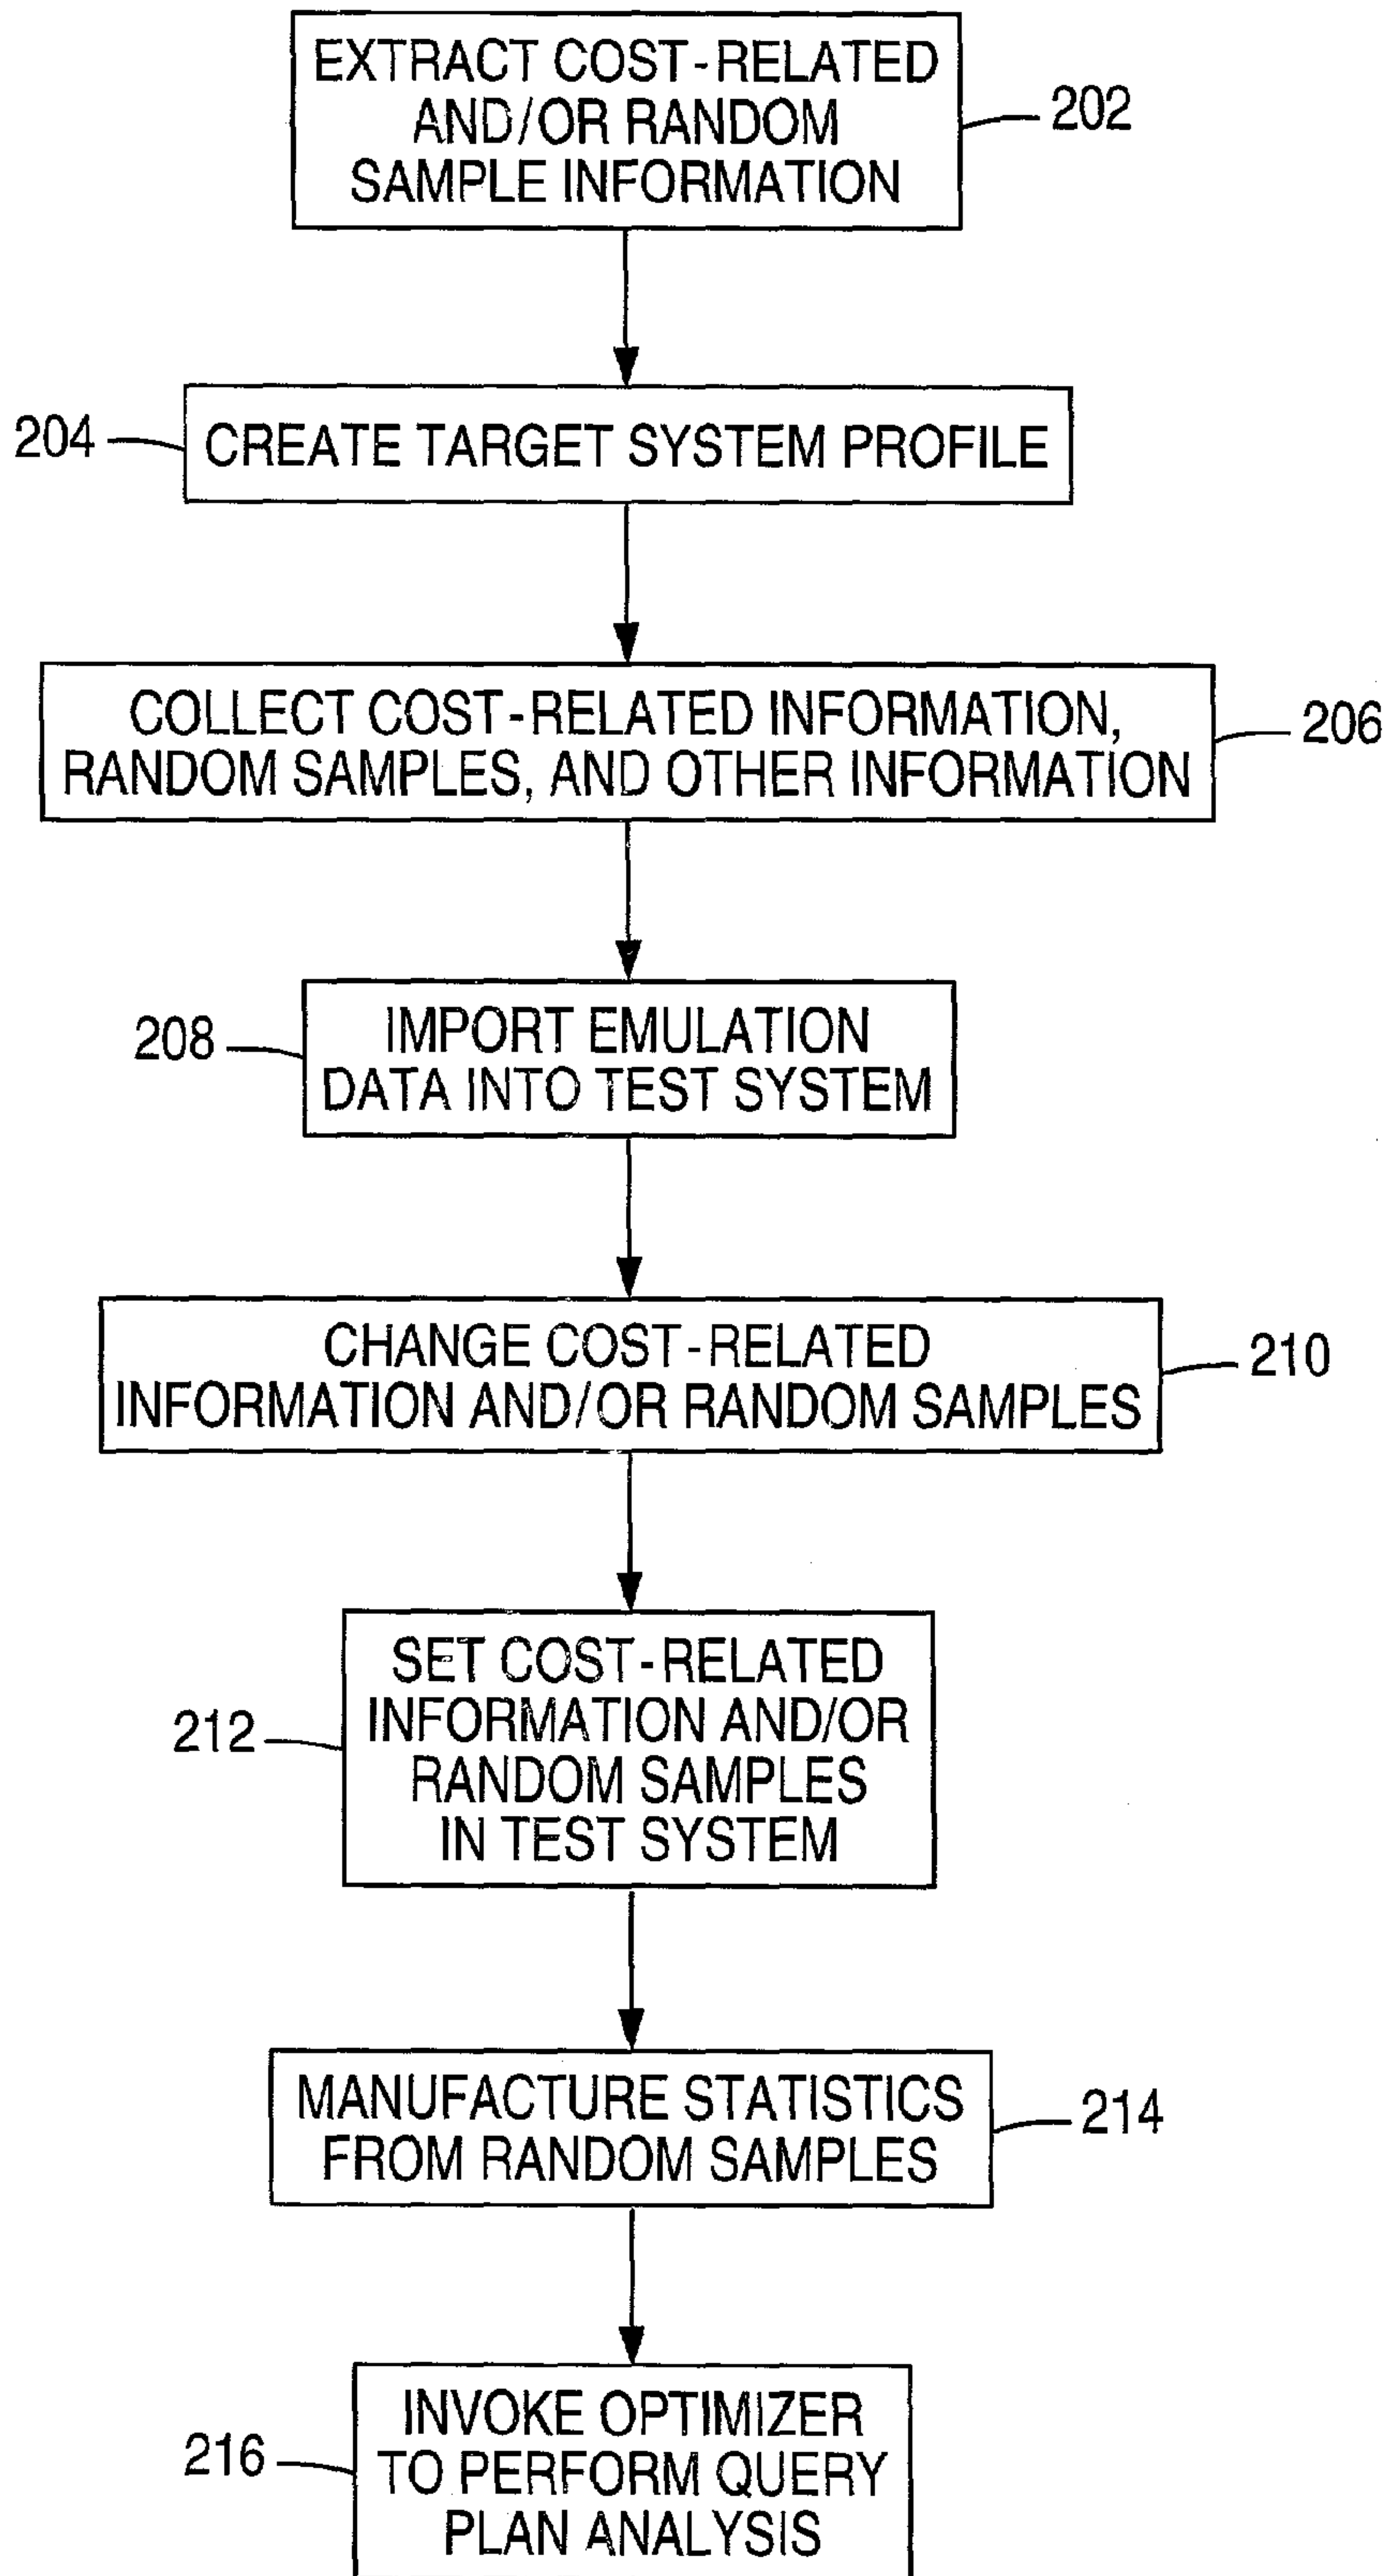 EXTRACT COST-RELATED
AND/OR RANDOM
SAMPLE INFORMATION
202
204
CREATE TARGET SYSTEM PROFILE
COLLECT COST-RELATED INFORMATION,
RANDOM SAMPLES, AND OTHER INFORMATION
206
208
IMPORT EMULATION
DATA INTO TEST SYSTEM
CHANGE COST-RELATED
INFORMATION AND/OR RANDOM SAMPLES
210
SET COST-RELATED
INFORMATION AND/OR
RANDOM SAMPLES
IN TEST SYSTEM
212
MANUFACTURE STATISTICS
FROM RANDOM SAMPLES
214
INVOKE OPTIMIZER
TO PERFORM QUERY
PLAN ANALYSIS
216